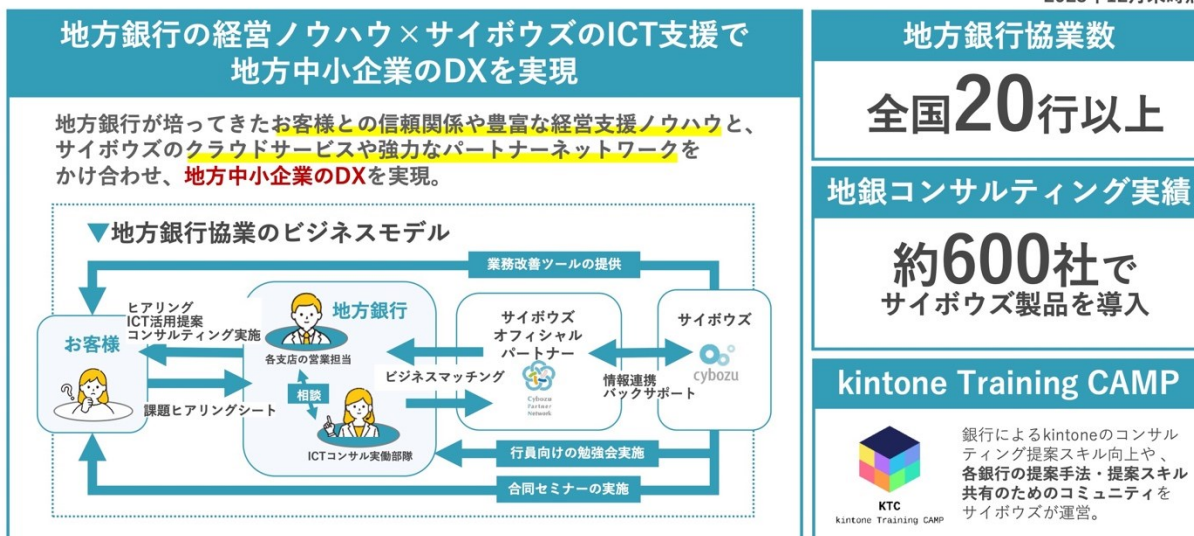 地方銀行の経営ノウハウ×サイボウズのICT支援で
地方中小企業のDXを実現
地方銀行が培ってきたお客様との信頼関係や豊富な経営支援ノウハウと、
サイボウズのクラウドサービスや強力なパートナーネットワークを
かけ合わせ、地方中小企業のDXを実現。
▼地方銀行協業のビジネスモデル
業務改善ツールの提供
お客様
ヒアリング
ICT活用提案
コンサルティング実施
課題ヒアリングシート
地方銀行
各支店の営業担当
相談
ICTコンサル実働部隊
ビジネスマッチング
サイボウズ
オフィシャル
パートナー
Cybozu
Partner
Network
情報連携
バックサポート
サイボウズ
cybozu
行員向けの勉強会実施
合同セミナーの実施
地方銀行協業数
全国20行以上
地銀コンサルティング実績
約600社で
サイボウズ製品を導入
kintone Training CAMP
KTC
kintone Training CAMP
銀行によるkintoneのコンサル
ティング提案スキル向上や、
各銀行の提案手法・提案スキル
共有のためのコミュニティを
サイボウズが運営。